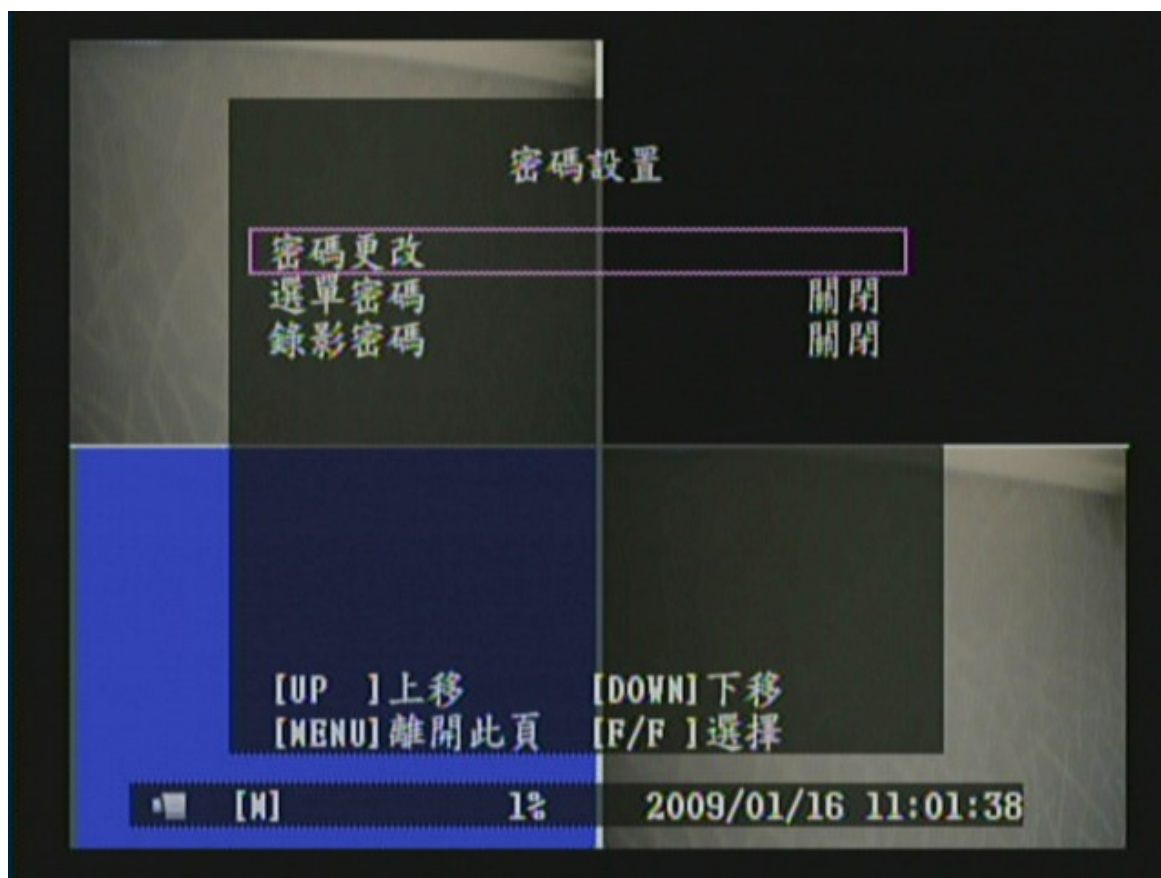 密碼設置
密碼更改
選單密碼 關閉
錄影密碼 關閉
[UP ]上移 [DOWN]下移
[MENU]離開此頁 [F/F ]選擇
[M] 1% 2009/01/16 11:01:38